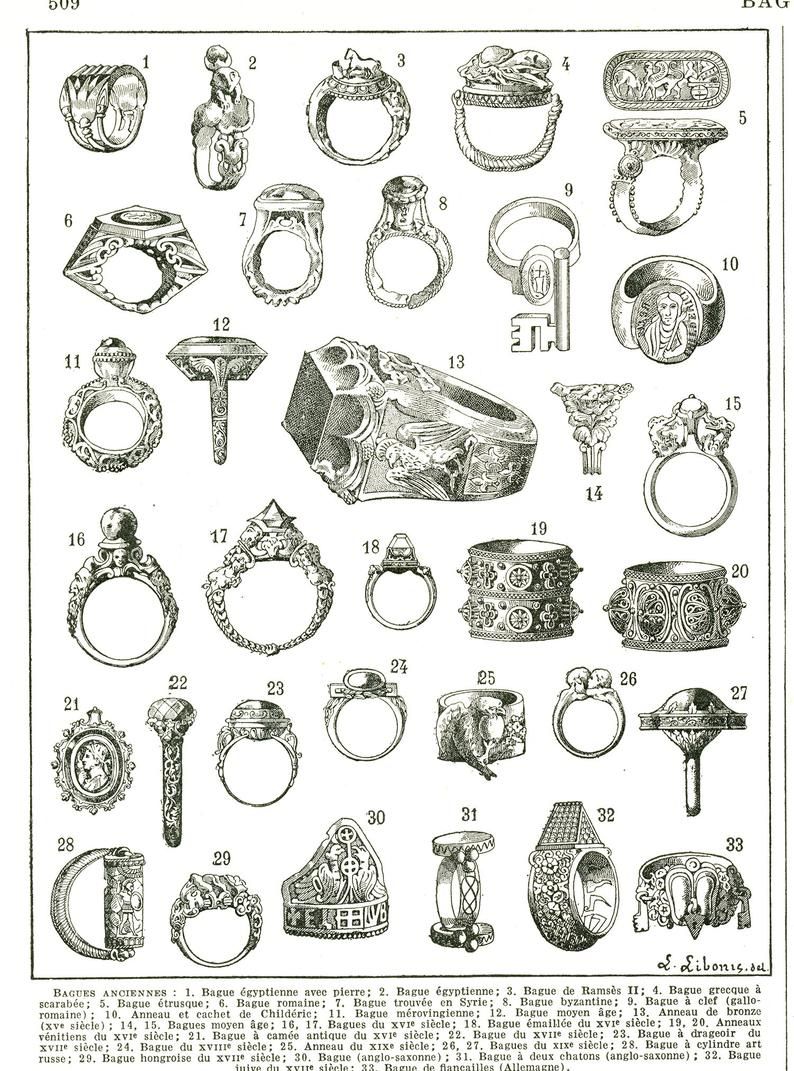 509 BAG
1 2 3 4
5
6 7 8 9
10
11 12 13
14 15
16 17 18 19 20
21 22 23 24 25 26 27
28 29 30 31 32 33
L. Libonis. del.
BAGUES ANCIENNES : 1. Bague égyptienne avec pierre; 2. Bague égyptienne; 3. Bague de Ramsès II; 4. Bague grecque à
scarabée; 5. Bague étrusque; 6. Bague romaine; 7. Bague trouvée en Syrie; 8. Bague byzantine; 9. Bague à clef (gallo-
romaine) ; 10. Anneau et cachet de Childéric; 11. Bague mérovingienne; 12. Bague moyen âge; 13. Anneau de bronze
(XVe siècle) ; 14, 15. Bagues moyen âge; 16, 17. Bagues du XVIe siècle; 18. Bague émaillée du XVIe siècle; 19, 20. Anneaux
vénitiens du XVIe siècle; 21. Bague à camée antique du XVIe siècle; 22. Bague du XVIIe siècle; 23. Bague à drageoir du
XVIIe siècle; 24. Bague du XVIIIe siècle; 25. Anneau du XIXe siècle; 26, 27. Bagues du XIXe siècle; 28. Bague à cylindre art
russe; 29. Bague hongroise du XVIIe siècle; 30. Bague (anglo-saxonne) ; 31. Bague à deux chatons (anglo-saxonne) ; 32. Bague
juive du XVIIe siècle; 33. Bague de fiançailles (Allemagne).